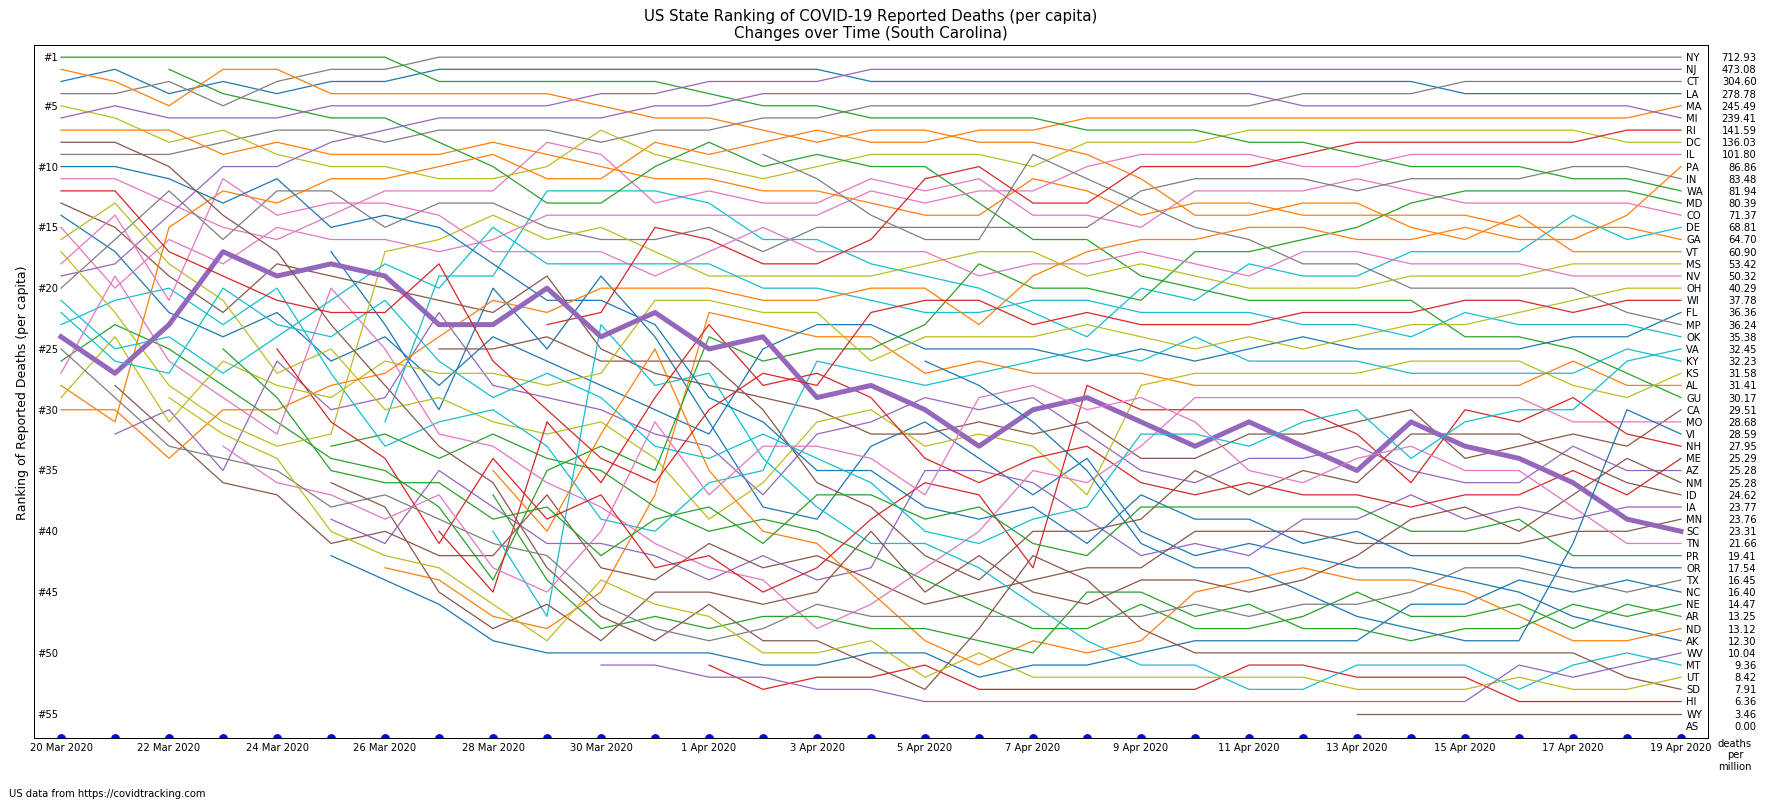 US State Ranking of COVID-19 Reported Deaths (per capita)
Changes over Time (South Carolina)
Ranking of Reported Deaths (per capita)
#1
#5
#10
#15
#20
#25
#30
#35
#40
#45
#50
#55
NY 712.93
NJ 473.08
CT 304.60
LA 278.78
MA 245.49
MI 239.41
RI 141.59
DC 136.03
IL 101.80
PA 86.86
IN 83.48
WA 81.94
MD 80.39
CO 71.37
DE 68.81
GA 64.70
VT 60.90
MS 53.42
NV 50.32
OH 40.29
WI 37.78
FL 36.36
MP 36.24
OK 35.38
VA 32.45
KY 32.23
KS 31.58
AL 31.41
GU 30.17
CA 29.51
MO 28.68
VI 28.59
NH 27.95
ME 25.29
AZ 25.28
NM 25.28
ID 24.62
IA 23.77
MN 23.76
SC 23.31
TN 21.66
PR 19.41
OR 17.54
TX 16.45
NC 16.40
NE 14.47
AR 13.25
ND 13.12
AK 12.30
WV 10.04
MT 9.36
UT 8.42
SD 7.91
HI 6.36
WY 3.46
AS 0.00
20 Mar 2020 22 Mar 2020 24 Mar 2020 26 Mar 2020 28 Mar 2020 30 Mar 2020 1 Apr 2020 3 Apr 2020 5 Apr 2020 7 Apr 2020 9 Apr 2020 11 Apr 2020 13 Apr 2020 15 Apr 2020 17 Apr 2020 19 Apr 2020
deaths
per
million
US data from https://covidtracking.com